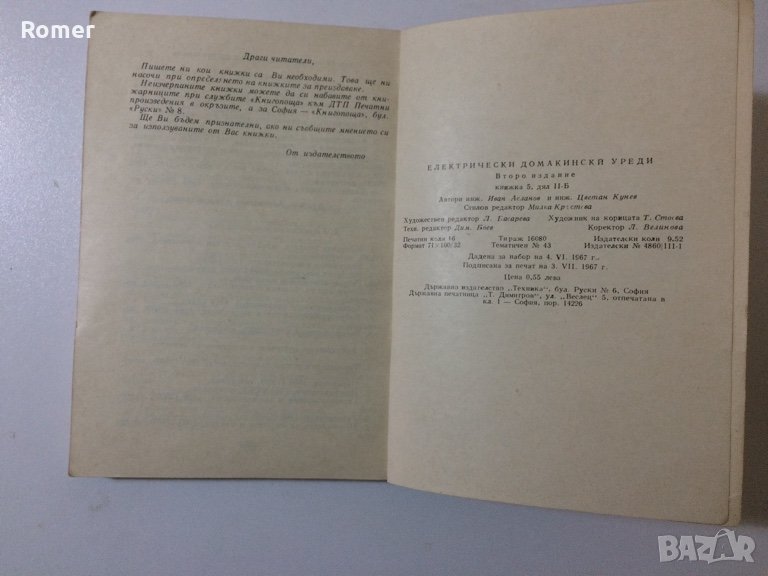 Romer
Драги читатели,
Пишете ни кои книжки са Ви необходими. Това ще ни
насочи при определянето на книжките за преиздаване.
Неизчерпаните книжки можете да си набавите от кни-
жарниците при службите «Книгопоща» към ДТП Печатни
произведения в окръзите, а за София — «Книгопоща», бул.
«Руски» № 8.
Ще Ви бъдем признателни, ако ни съобщите мнението си
за използуваните от Вас книжки.
От издателството
ЕЛЕКТРИЧЕСКИ ДОМАКИНСКИ УРЕДИ
Второ издание
книжка 5, дял II-Б
Автори инж. Иван Асланов и инж. Цветан Кунев
Стилов редактор Милка Кръстева
Художествен редактор Л. Басарева Художник на корицата Т. Стоева
Техн. редактор Дим. Боев Коректор Л. Величова
Печатни коли 16 Тираж 16080 Издателски коли 9,52
Формат 71×100/32 Тематичен № 43 Издателски № 4860/III-1
Дадена за набор на 4. VI. 1967 г.
Подписана за печат на 3. VII. 1967 г.
Цена 0,55 лева
Държавно издателство „Техника“, бул. Руски № 6, София
Държавна печатница „Т. Димитров“, ул. „Веслец“ 5, отпечатана в
кл. I — София, пор. 14226
BAZAR